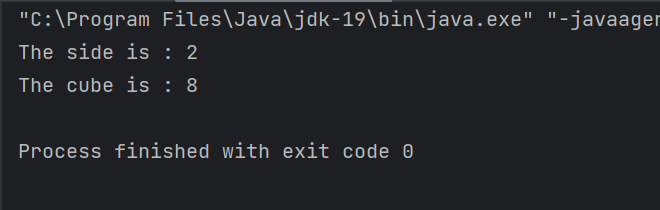 "C:\Program Files\Java\jdk-19\bin\java.exe" "-javaager
The side is : 2
The cube is : 8
Process finished with exit code 0